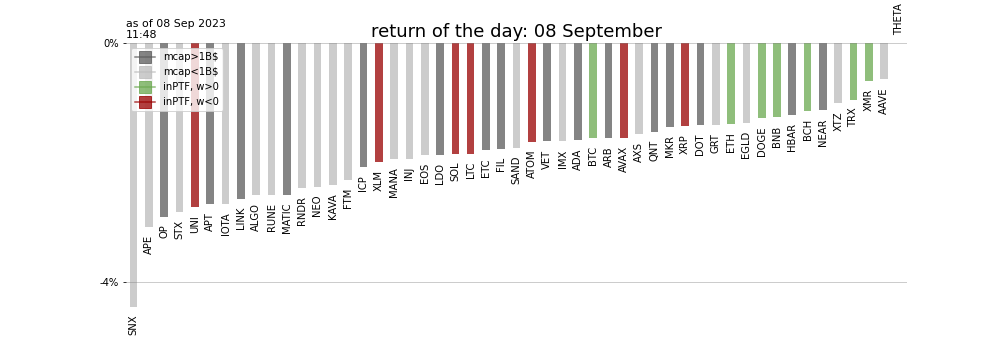 as of 08 Sep 2023
11:48
return of the day: 08 September
THETA
0%
mcap>1B$
mcap<1B$
inPTF, w>0
inPTF, w<0
-4%
SNX
APE
OP
STX
UNI
APT
IOTA
LINK
ALGO
RUNE
MATIC
RNDR
NEO
KAVA
FTM
ICP
XLM
MANA
INJ
EOS
LDO
SOL
LTC
ETC
FIL
SAND
ATOM
VET
IMX
ADA
BTC
ARB
AVAX
AXS
QNT
MKR
XRP
DOT
GRT
ETH
EGLD
DOGE
BNB
HBAR
BCH
NEAR
XTZ
TRX
XMR
AAVE